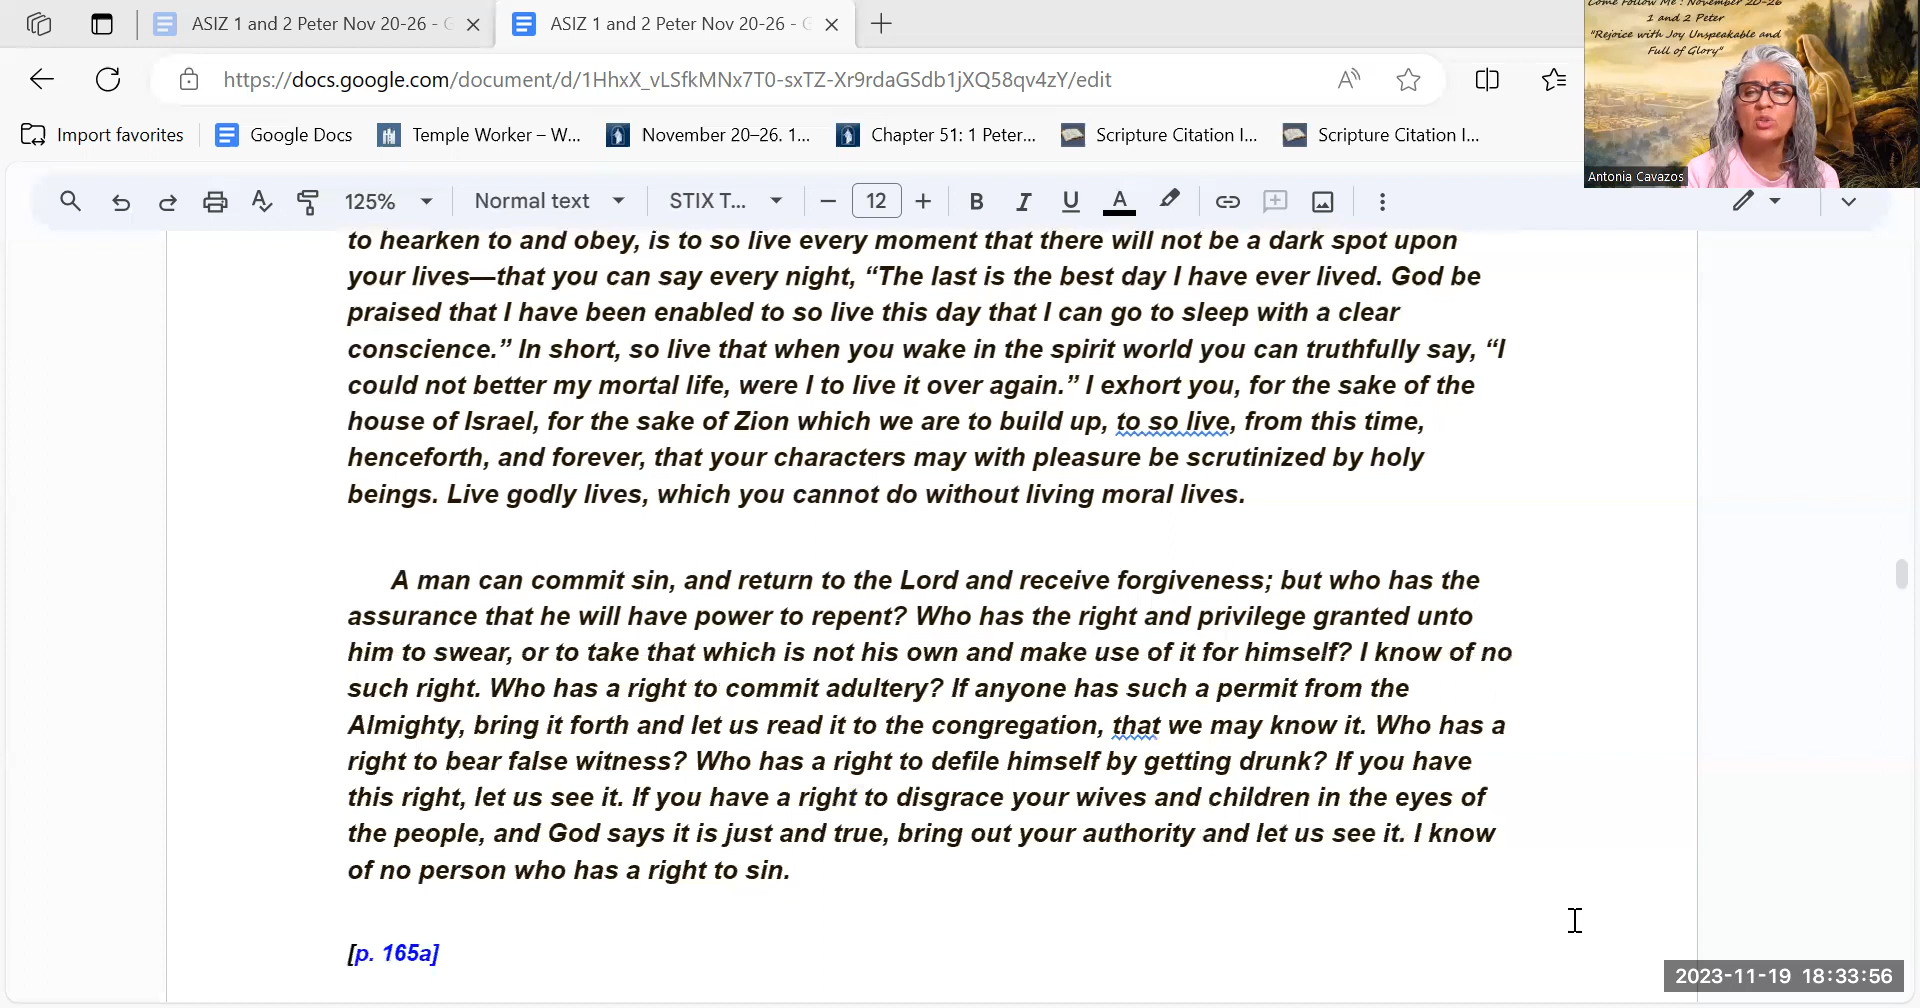 ASIZ 1 and 2 Peter Nov 20-26 - G
ASIZ 1 and 2 Peter Nov 20-26 - G
https://docs.google.com/document/d/1HhxX_vLSfkMNx7T0-sxTZ-Xr9rdaGSdb1jXQ58qv4zY/edit
Import favorites
Google Docs
Temple Worker – W...
November 20–26. 1...
Chapter 51: 1 Peter...
Scripture Citation I...
Scripture Citation I...
Come Follow Me : November 20-26
1 and 2 Peter
"Rejoice with Joy Unspeakable and
Full of Glory"
Antonia Cavazos
125%
Normal text
STIX T...
12
to hearken to and obey, is to so live every moment that there will not be a dark spot upon
your lives—that you can say every night, “The last is the best day I have ever lived. God be
praised that I have been enabled to so live this day that I can go to sleep with a clear
conscience.” In short, so live that when you wake in the spirit world you can truthfully say, “I
could not better my mortal life, were I to live it over again.” I exhort you, for the sake of the
house of Israel, for the sake of Zion which we are to build up, to so live, from this time,
henceforth, and forever, that your characters may with pleasure be scrutinized by holy
beings. Live godly lives, which you cannot do without living moral lives.
A man can commit sin, and return to the Lord and receive forgiveness; but who has the
assurance that he will have power to repent? Who has the right and privilege granted unto
him to swear, or to take that which is not his own and make use of it for himself? I know of no
such right. Who has a right to commit adultery? If anyone has such a permit from the
Almighty, bring it forth and let us read it to the congregation, that we may know it. Who has a
right to bear false witness? Who has a right to defile himself by getting drunk? If you have
this right, let us see it. If you have a right to disgrace your wives and children in the eyes of
the people, and God says it is just and true, bring out your authority and let us see it. I know
of no person who has a right to sin.
[p. 165a]
2023-11-19 18:33:56